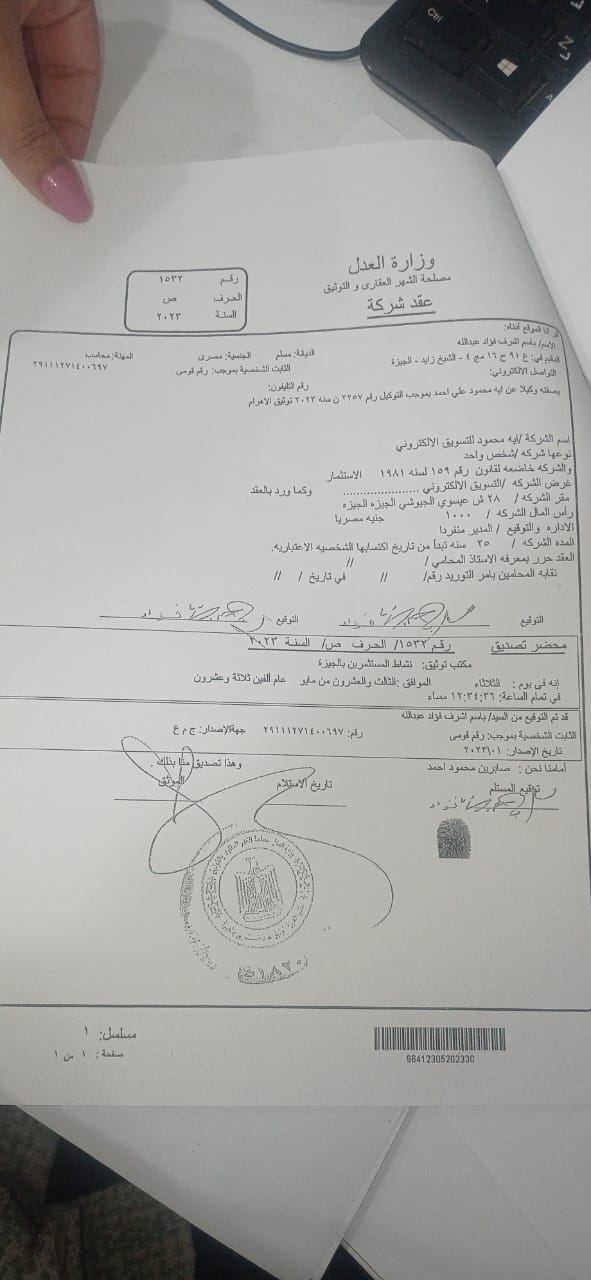 Ctrl
وزارة العدل
مصلحة الشهر العقارى و التوثيق
عقد شركة
رقم ١٥٣٢
الحرف ص
السنة ٢٠٢٣
أنا الموقع أدناه:
الاسم/ باسم اشرف فؤاد عبدالله
الديانة: مسلم الجنسية: مصرى المهنة: محاسب
المقيم في: ع ٩١ ح ١٦ مج ٤ - الشيخ زايد - الجيزة
الثابت الشخصية بموجب: رقم قومى ٢٩١١١٢٧١٤٠٠٦٩٧
التواصل الالكتروني:
رقم التليفون:
بصفته وكيلا عن ايه محمود علي احمد بموجب التوكيل رقم ٢٢٥٧ ن سنه ٢٠٢٣ توثيق الاهرام
اسم الشركة /ايه محمود للتسويق الالكتروني
نوعها شركه /شخص واحد
والشركه خاضعه لقانون رقم ١٥٩ لسنه ١٩٨١ الاستثمار
غرض الشركه /التسويق الالكتروني ...................... وكما ورد بالعقد
مقر الشركه / ٢٨ ش عيسوي الجيوشي الجيزه الجيزه
رأس المال الشركه / ١٠٠٠ جنيه مصريا
الاداره والتوقيع / المدير منفردا
المده الشركه / ٢٥ سنه تبدأ من تاريخ اكتسابها الشخصيه الاعتباريه.
العقد حرر بمعرفه الاستاذ المحامي / //
نقابه المحامين بامر التوريد رقم/ // في تاريخ / //
التوقيع التوقيع
محضر تصديق رقم ١٥٣٢/ الحرف ص/ السنة ٢٠٢٣
مكتب توثيق: نشاط المستثمرين بالجيزة
إنه فى يوم : الثلاثاء الموافق :الثالث والعشرون من مايو عام ألفين ثلاثة وعشرون
في تمام الساعة: ١٢:٣٤:٣٦ مساء
قد تم التوقيع من السيد/ باسم اشرف فؤاد عبدالله
الثابت الشخصية بموجب: رقم قومى رقم: ٢٩١١١٢٧١٤٠٠٦٩٧ جهةالإصدار: ج م ع
تاريخ الإصدار: ٢٠٢٣/٠١
أمامنا نحن : صابرين محمود احمد وهذا تصديق منا بذلك .
توقيع المستلم تاريخ الاستلام الموثق
مسلسل: ١
صفحة : ١ من ١
98412305202330